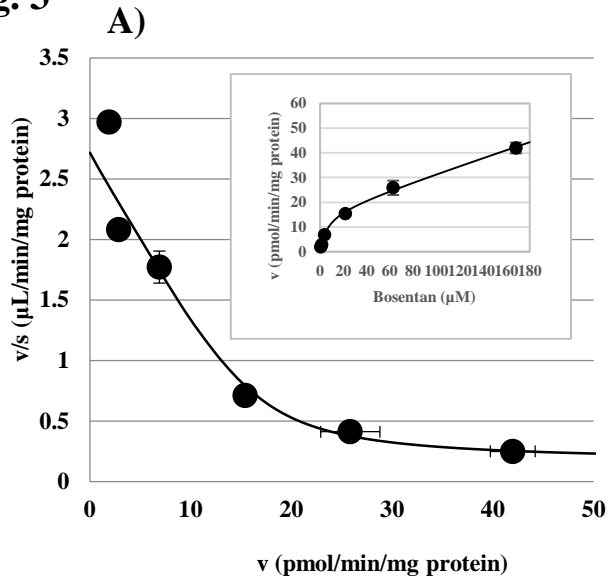 A)
3.5
3
2.5
2
1.5
1
0.5
0
v/s (µL/min/mg protein)
0 10 20 30 40 50
v (pmol/min/mg protein)
60
50
40
30
20
10
0
v (pmol/min/mg protein)
0 20 40 60 80 100120140160180
Bosentan (µM)